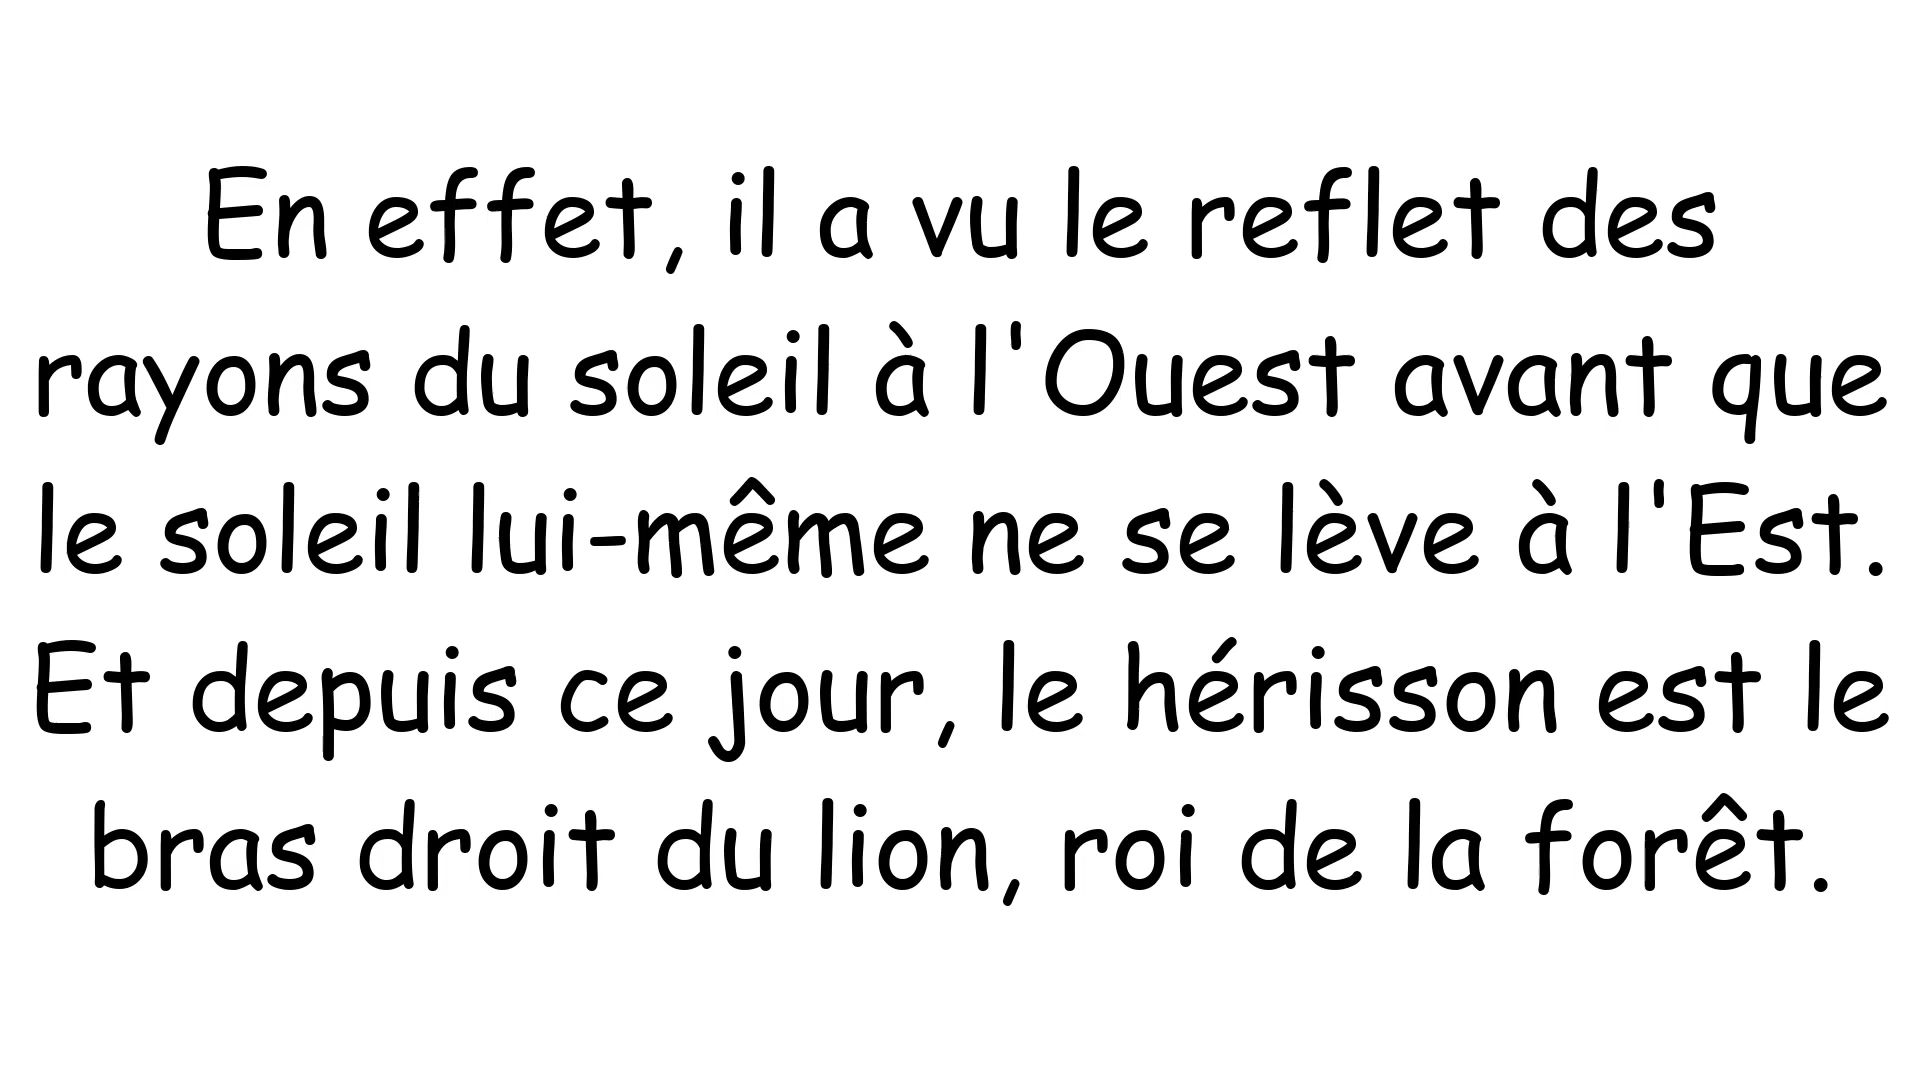 En effet, il a vu le reflet des
rayons du soleil à l'Ouest avant que
le soleil lui-même ne se lève à l'Est.
Et depuis ce jour, le hérisson est le
bras droit du lion, roi de la forêt.